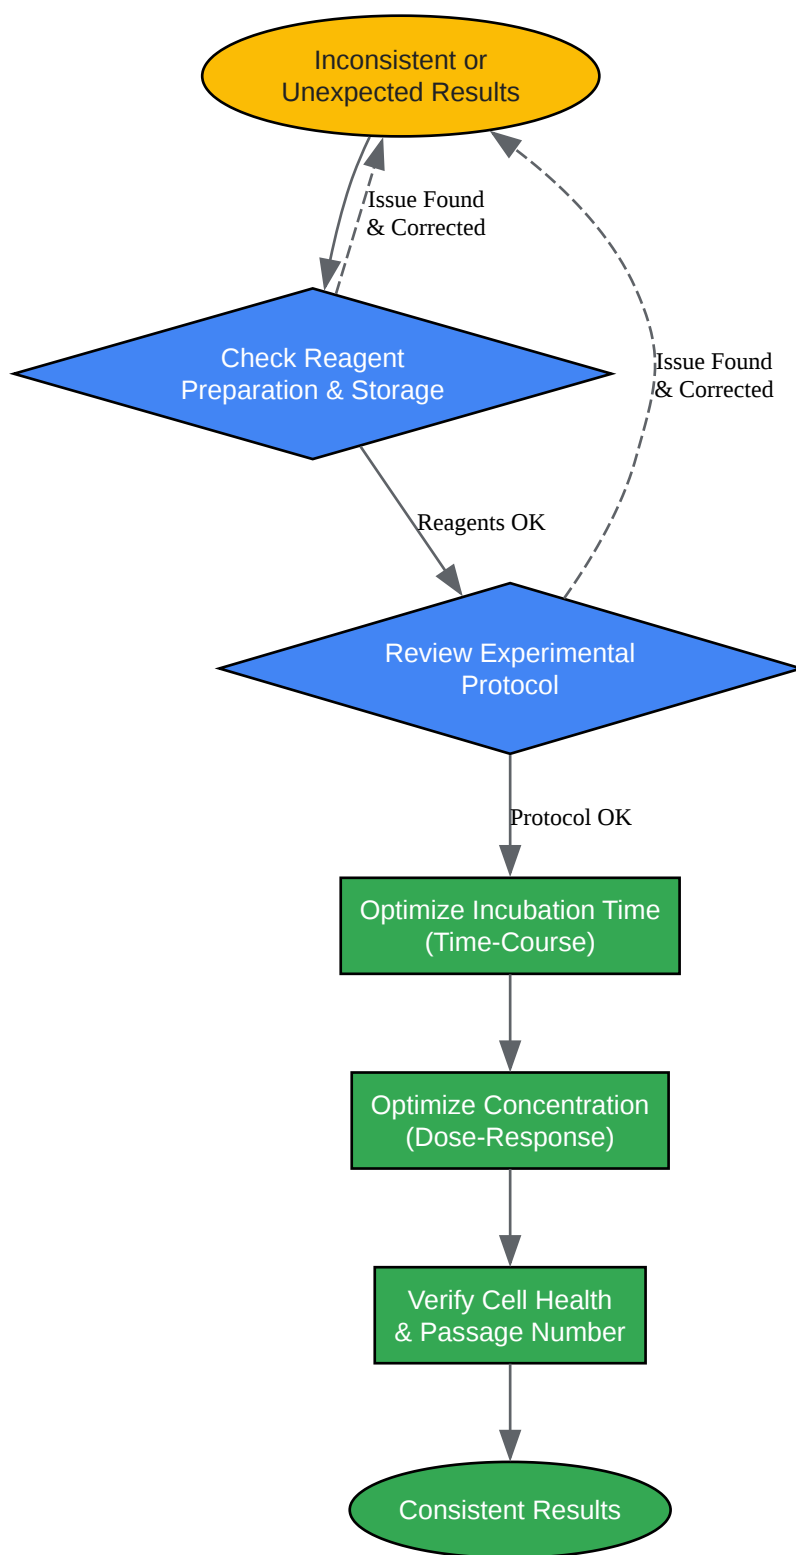 Inconsistent or
Unexpected Results
Issue Found
& Corrected
Check Reagent
Preparation & Storage
Issue Found
& Corrected
Reagents OK
Review Experimental
Protocol
Protocol OK
Optimize Incubation Time
(Time-Course)
Optimize Concentration
(Dose-Response)
Verify Cell Health
& Passage Number
Consistent Results